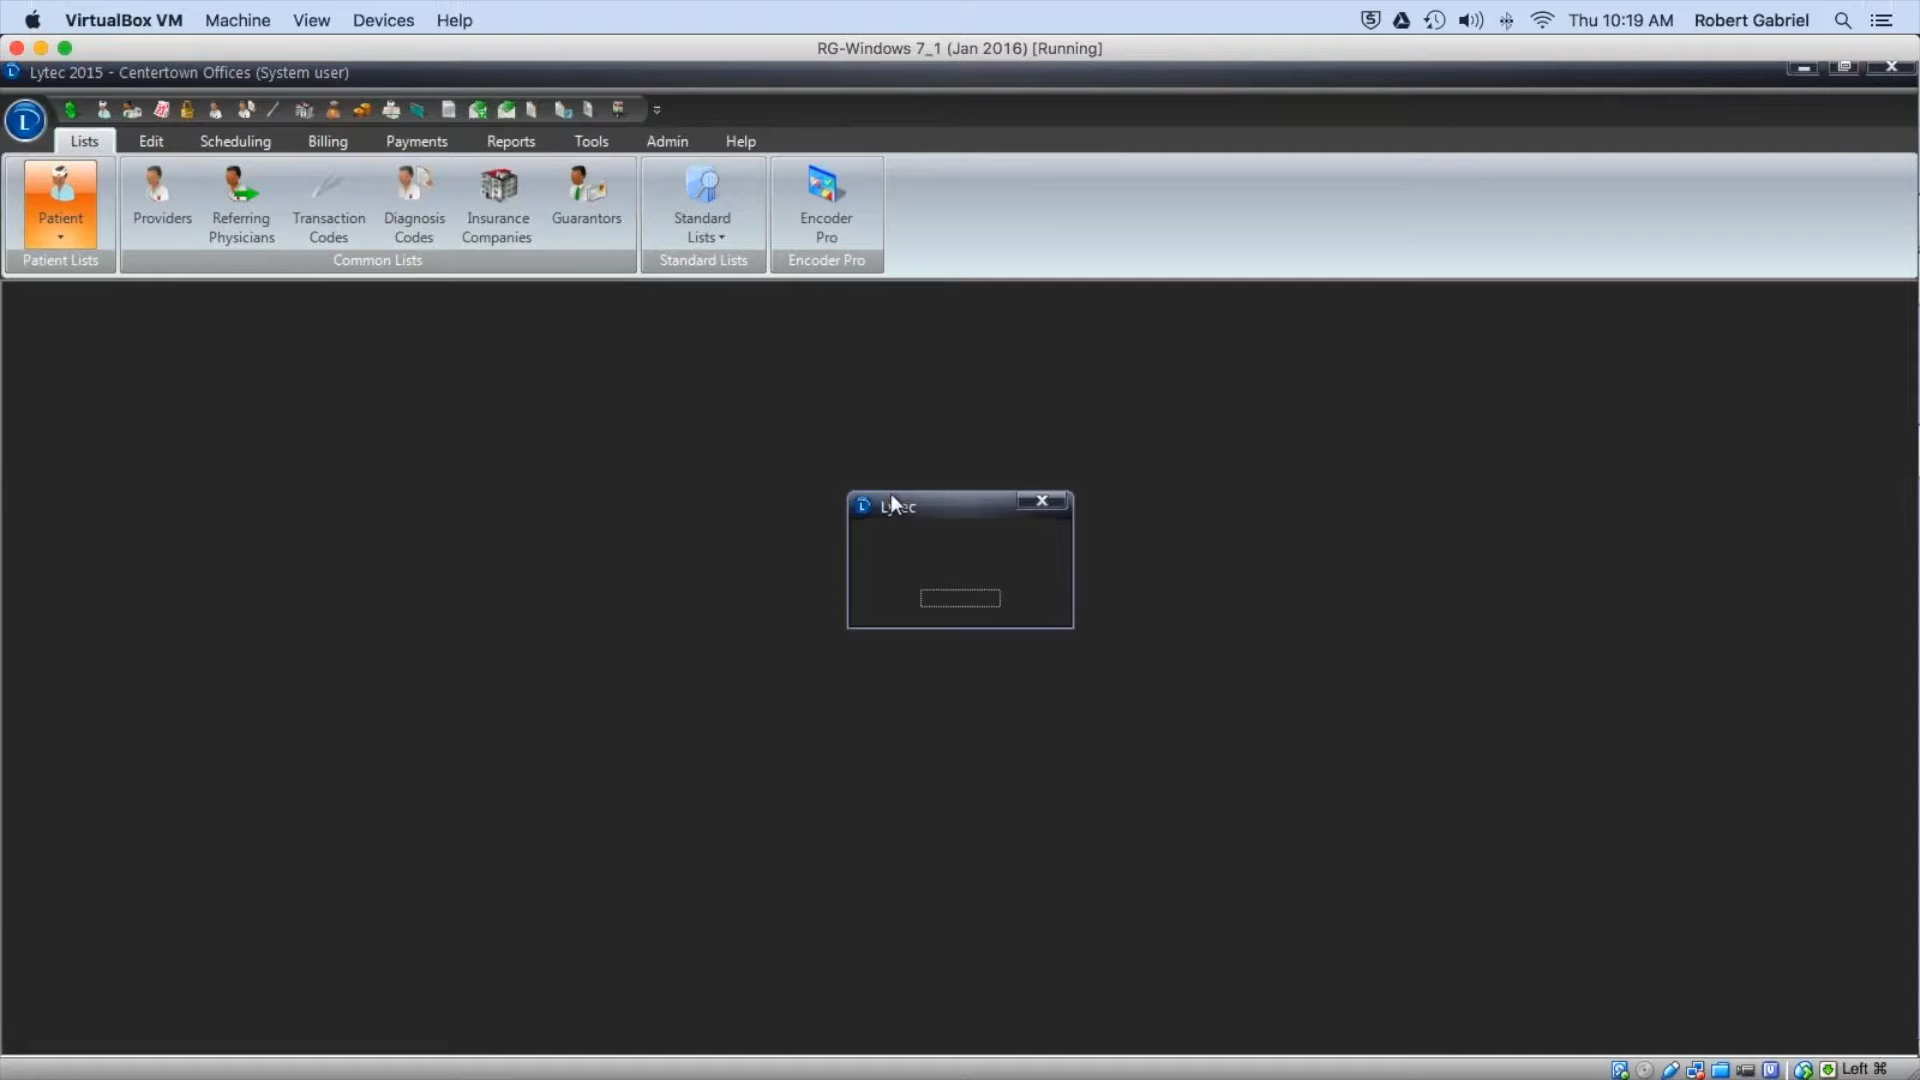 VirtualBox VM Machine View Devices Help Thu 10:19 AM Robert Gabriel
RG-Windows 7_1 (Jan 2016) [Running]
Lytec 2015 - Centertown Offices (System user)
Lists Edit Scheduling Billing Payments Reports Tools Admin Help
Patient
Providers
Referring Physicians
Transaction Codes
Diagnosis Codes
Insurance Companies
Guarantors
Standard Lists
Encoder Pro
Patient Lists
Common Lists
Standard Lists
Encoder Pro
Lytec
Left ⌘